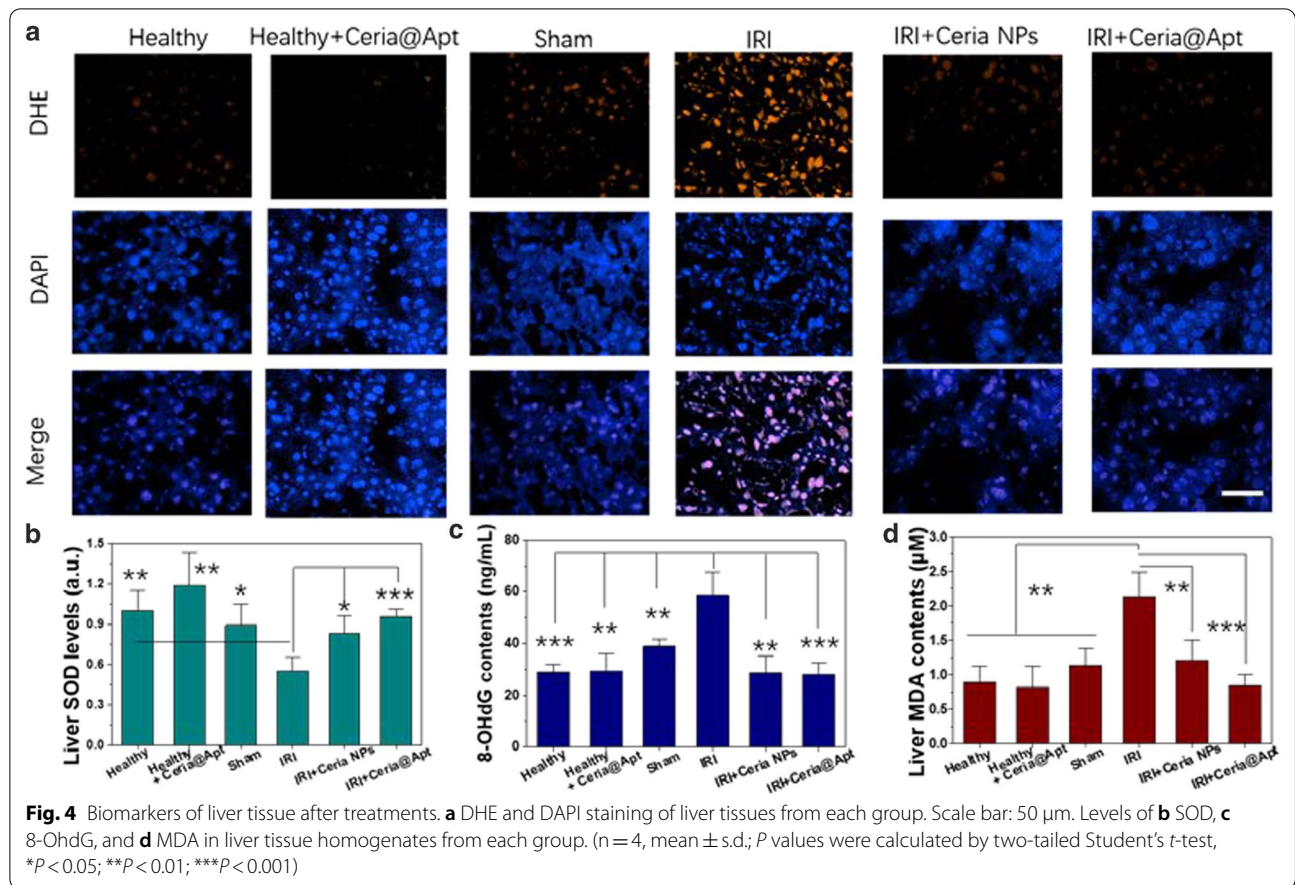 a
Healthy Healthy+Ceria@Apt Sham IRI IRI+Ceria NPs IRI+Ceria@Apt
DHE
DAPI
Merge
b
Liver SOD levels (a.u.)
1.5
1.2
0.9
0.6
0.3
0.0
** ** * * ***
Healthy Healthy + Ceria@Apt Sham IRI IRI+Ceria NPs IRI+Ceria@Apt
c
8-OHdG contents (ng/mL)
80
60
40
20
0
*** ** ** ** ***
Healthy Healthy + Ceria@Apt Sham IRI IRI+Ceria NPs IRI+Ceria@Apt
d
Liver MDA contents (μM)
3.0
2.5
2.0
1.5
1.0
0.5
0.0
** ** ***
Healthy Healthy + Ceria@Apt Sham IRI IRI+Ceria NPs IRI+Ceria@Apt
Fig. 4 Biomarkers of liver tissue after treatments. a DHE and DAPI staining of liver tissues from each group. Scale bar: 50 μm. Levels of b SOD, c
8-OhdG, and d MDA in liver tissue homogenates from each group. (n = 4, mean ± s.d.; P values were calculated by two-tailed Student's t-test,
*P < 0.05; **P < 0.01; ***P < 0.001)